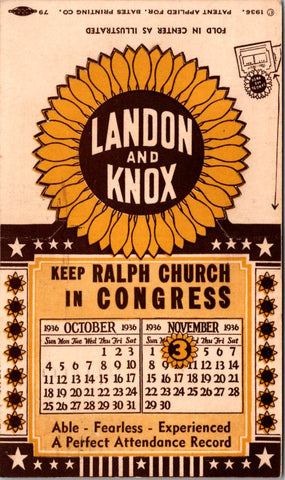 © 1936. PATENT APPLIED FOR. BATES PRINTING CO. 79
FOLD IN CENTER AS ILLUSTRATED
LANDON
AND
KNOX
KEEP RALPH CHURCH
IN CONGRESS
1936 OCTOBER 1936
Sun Mon Tue Wed Thu Fri Sat
1 2 3
4 5 6 7 8 9 10
11 12 13 14 15 16 17
18 19 20 21 22 23 24
25 26 27 28 29 30 31
1936 NOVEMBER 1936
Sun Mon Tue Wed Thu Fri Sat
1 3 5 6 7
8 9 11 12 13 14
15 16 17 18 19 20 21
22 23 24 25 26 27 28
29 30
Able - Fearless - Experienced
A Perfect Attendance Record